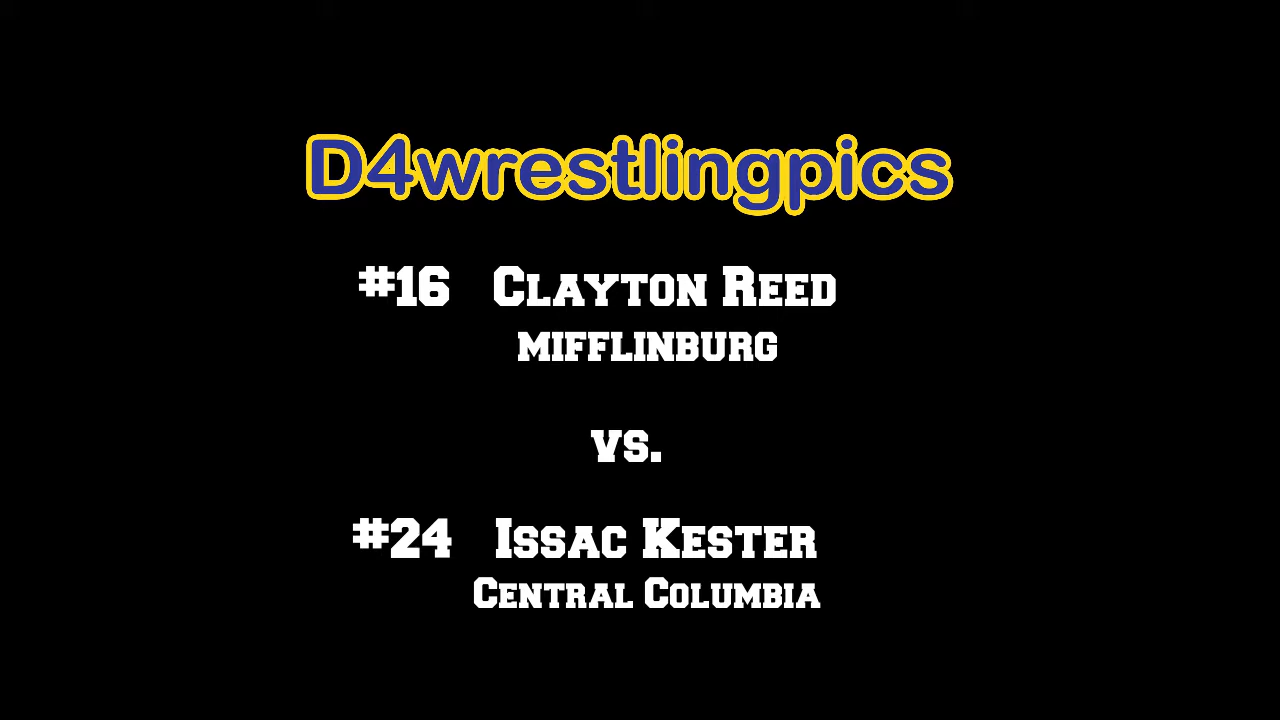 D4wrestlingpics
#16 Clayton Reed
MIFFLINBURG
vs.
#24 Issac Kester
Central Columbia